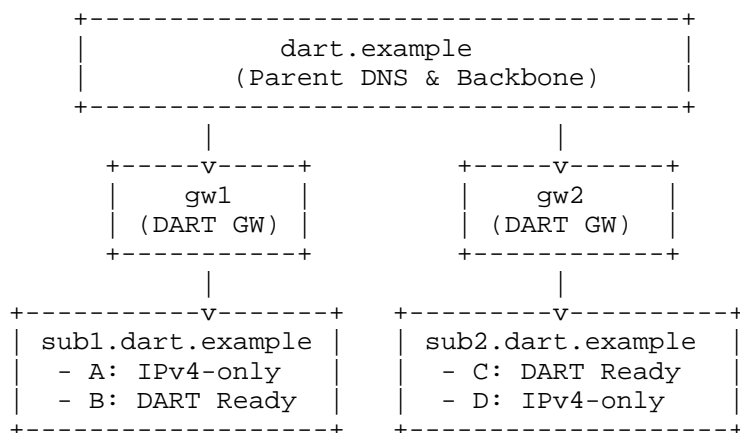 dart.example
(Parent DNS & Backbone)
gw1
(DART GW)
gw2
(DART GW)
sub1.dart.example
- A: IPv4-only
- B: DART Ready
sub2.dart.example
- C: DART Ready
- D: IPv4-only